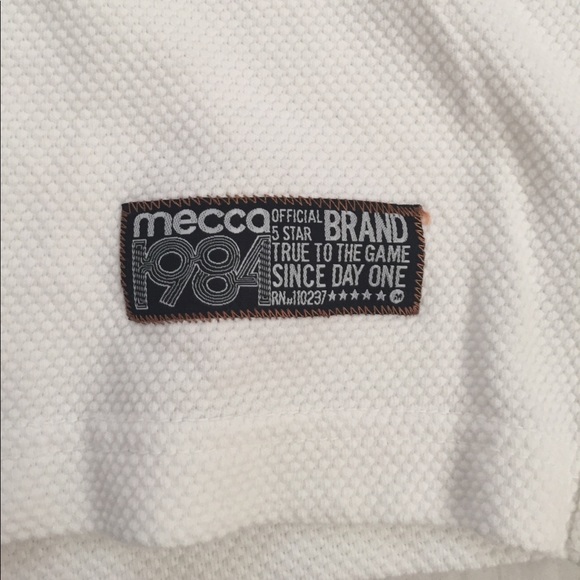 mecca
1984
OFFICIAL
5 STAR
BRAND
TRUE TO THE GAME
SINCE DAY ONE
RN#110237 ★★★★★ M